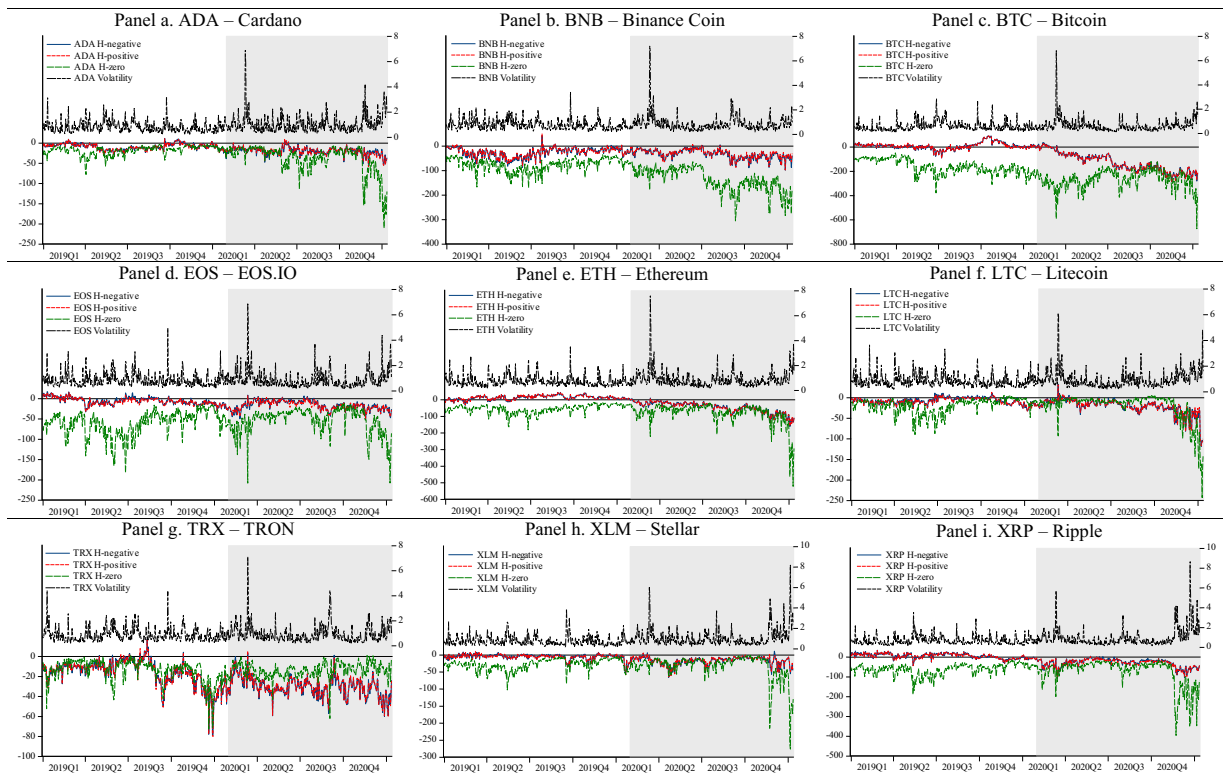 Panel a. ADA – Cardano
ADA H-negative
ADA H-positive
ADA H-zero
ADA Volatility
8
6
4
2
0
0
-50
-100
-150
-200
-250
2019Q1 2019Q2 2019Q3 2019Q4 2020Q1 2020Q2 2020Q3 2020Q4
Panel b. BNB – Binance Coin
BNB H-negative
BNB H-positive
BNB H-zero
BNB Volatility
8
6
4
2
0
0
-100
-200
-300
-400
2019Q1 2019Q2 2019Q3 2019Q4 2020Q1 2020Q2 2020Q3 2020Q4
Panel c. BTC – Bitcoin
BTC H-negative
BTC H-positive
BTC H-zero
BTC Volatility
8
6
4
2
0
0
-200
-400
-600
-800
2019Q1 2019Q2 2019Q3 2019Q4 2020Q1 2020Q2 2020Q3 2020Q4
Panel d. EOS – EOS.IO
EOS H-negative
EOS H-positive
EOS H-zero
EOS Volatility
8
6
4
2
0
0
-50
-100
-150
-200
-250
2019Q1 2019Q2 2019Q3 2019Q4 2020Q1 2020Q2 2020Q3 2020Q4
Panel e. ETH – Ethereum
ETH H-negative
ETH H-positive
ETH H-zero
ETH Volatility
8
6
4
2
0
0
-100
-200
-300
-400
-500
-600
2019Q1 2019Q2 2019Q3 2019Q4 2020Q1 2020Q2 2020Q3 2020Q4
Panel f. LTC – Litecoin
LTC H-negative
LTC H-positive
LTC H-zero
LTC Volatility
8
6
4
2
0
0
-50
-100
-150
-200
-250
2019Q1 2019Q2 2019Q3 2019Q4 2020Q1 2020Q2 2020Q3 2020Q4
Panel g. TRX – TRON
TRX H-negative
TRX H-positive
TRX H-zero
TRX Volatility
8
6
4
2
0
0
-20
-40
-60
-80
-100
2019Q1 2019Q2 2019Q3 2019Q4 2020Q1 2020Q2 2020Q3 2020Q4
Panel h. XLM – Stellar
XLM H-negative
XLM H-positive
XLM H-zero
XLM Volatility
10
8
6
4
2
0
0
-50
-100
-150
-200
-250
-300
2019Q1 2019Q2 2019Q3 2019Q4 2020Q1 2020Q2 2020Q3 2020Q4
Panel i. XRP – Ripple
XRP H-negative
XRP H-positive
XRP H-zero
XRP Volatility
10
8
6
4
2
0
100
0
-100
-200
-300
-400
-500
2019Q1 2019Q2 2019Q3 2019Q4 2020Q1 2020Q2 2020Q3 2020Q4